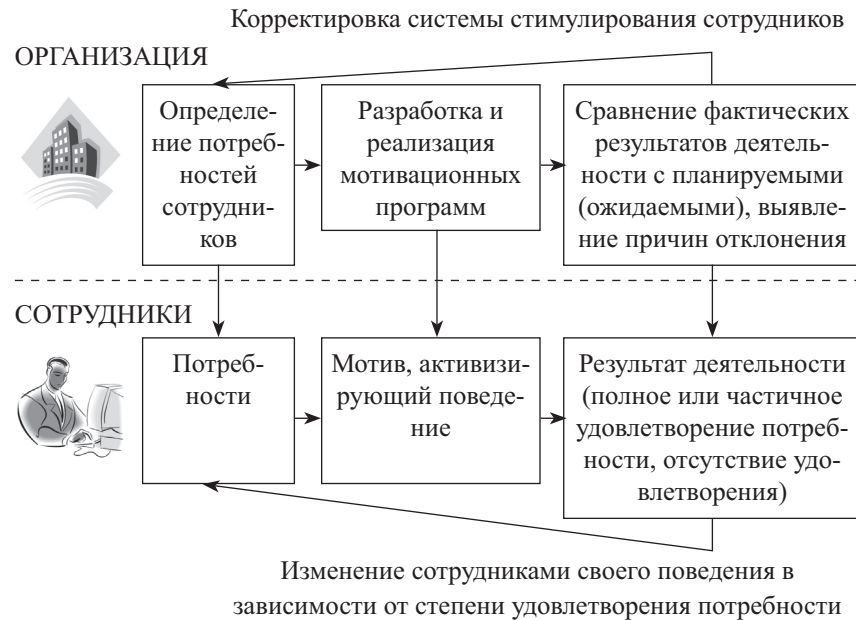 Корректировка системы стимулирования сотрудников
ОРГАНИЗАЦИЯ
Определе-
ние потреб-
ностей
сотрудни-
ков
Разработка и
реализация
мотивационных
программ
Сравнение фактических
результатов деятель-
ности с планируемыми
(ожидаемыми), выявле-
ние причин отклонения
СОТРУДНИКИ
Потреб-
ности
Мотив, активизи-
рующий поведе-
ние
Результат деятельности
(полное или частичное
удовлетворение потреб-
ности, отсутствие удо-
влетворения)
Изменение сотрудниками своего поведения в
зависимости от степени удовлетворения потребности